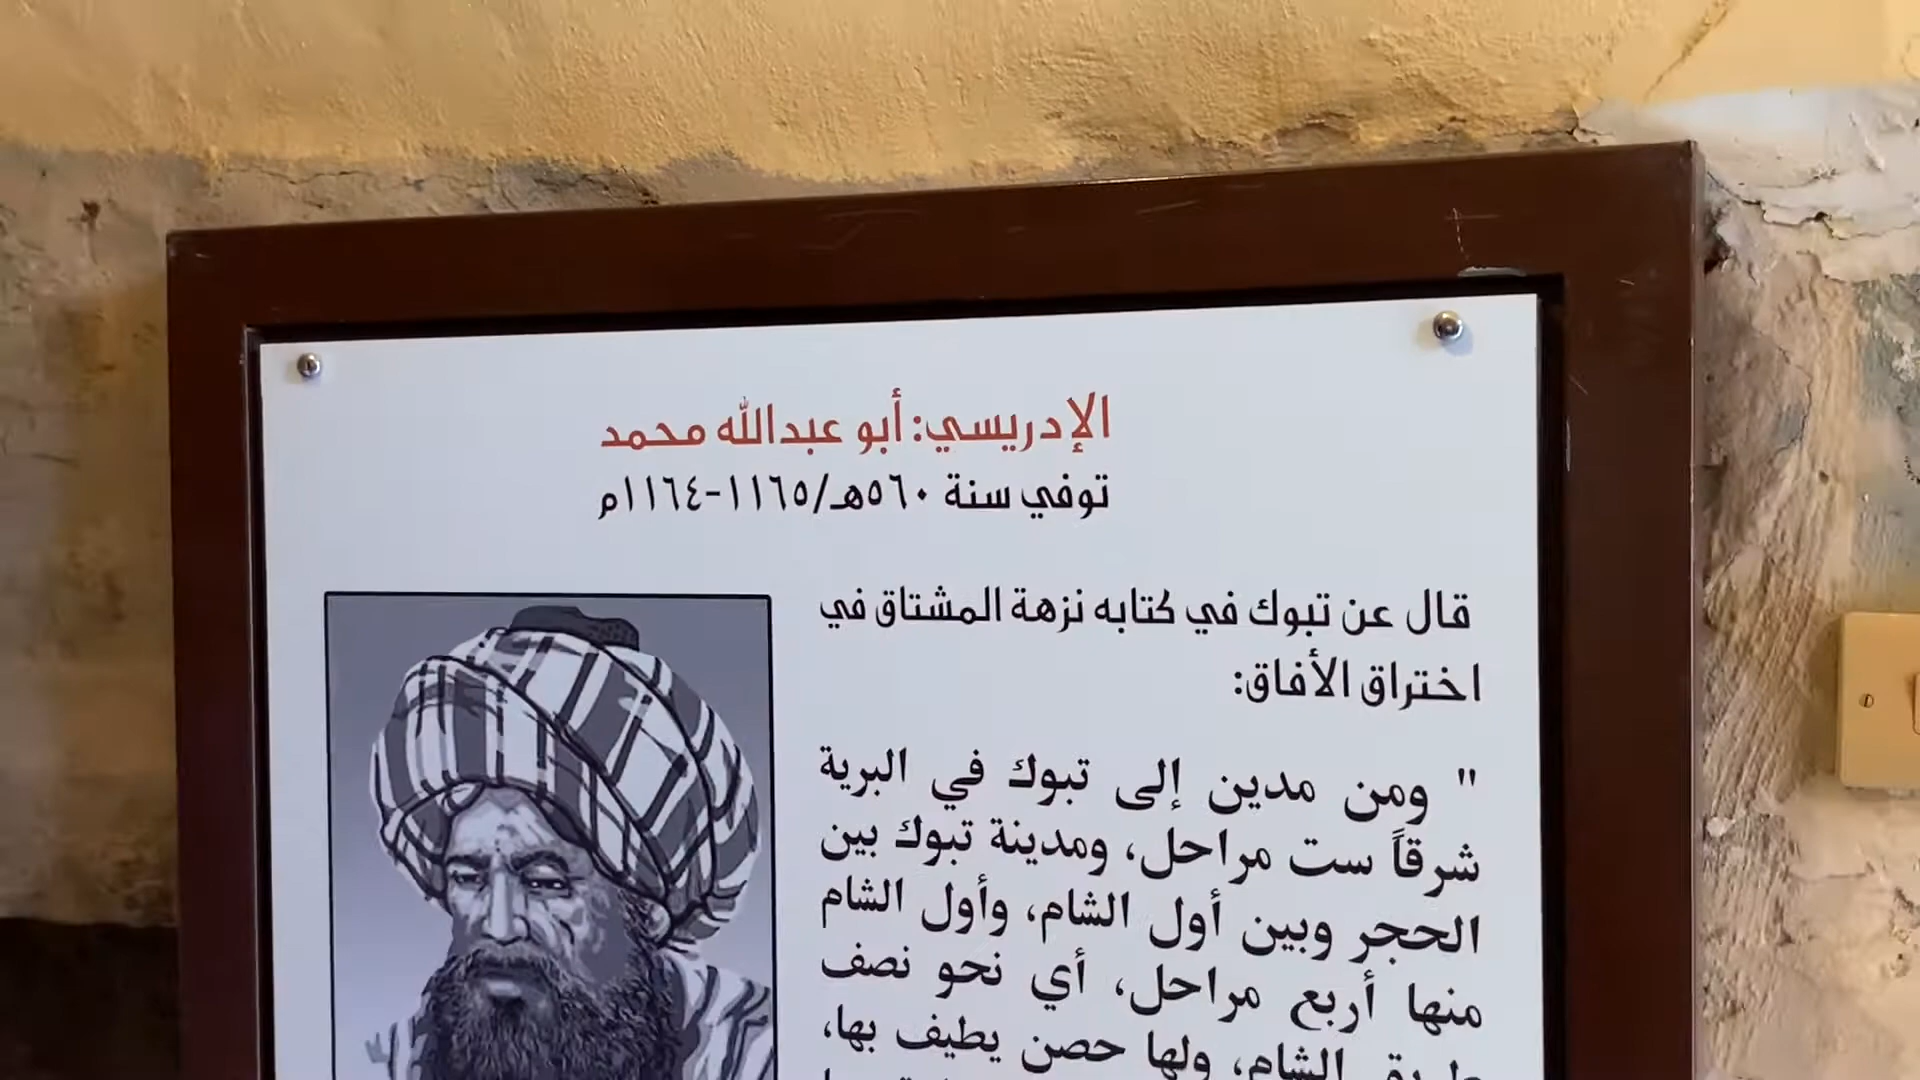 الإدريسي: أبو عبدالله محمد
توفي سنة ٥٦٠هـ/١١٦٥-١١٦٤م
قال عن تبوك في كتابه نزهة المشتاق في
اختراق الأفاق:
" ومن مدين إلى تبوك في البرية
شرقاً ست مراحل، ومدينة تبوك بين
الحجر وبين أول الشام، وأول الشام
منها أربع مراحل، أي نحو نصف
طريق الشام، ولها حصن يطيف بها،